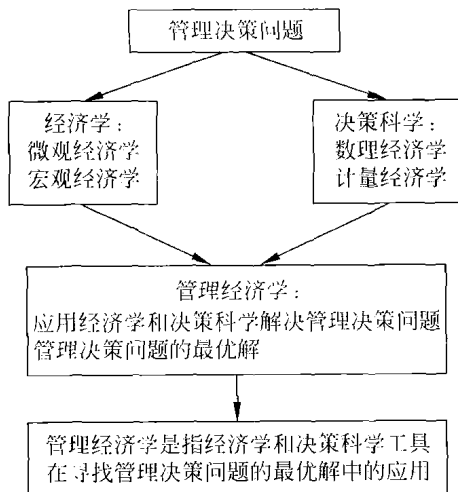 管理决策问题
经济学:
微观经济学
宏观经济学
决策科学:
数理经济学
计量经济学
管理经济学:
应用经济学和决策科学解决管理决策问题
管理决策问题的最优解
管理经济学是指经济学和决策科学工具
在寻找管理决策问题的最优解中的应用